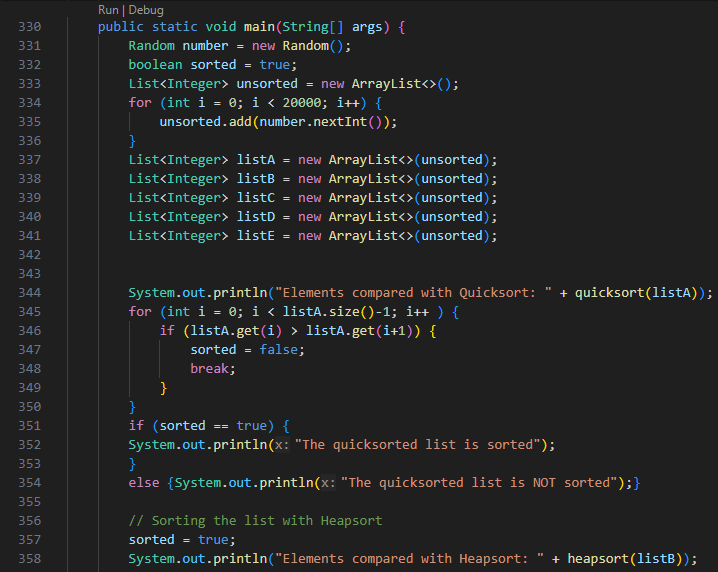 Run | Debug
330 public static void main(String[] args) {
331 Random number = new Random();
332 boolean sorted = true;
333 List<Integer> unsorted = new ArrayList<>();
334 for (int i = 0; i < 20000; i++) {
335 unsorted.add(number.nextInt());
336 }
337 List<Integer> listA = new ArrayList<>(unsorted);
338 List<Integer> listB = new ArrayList<>(unsorted);
339 List<Integer> listC = new ArrayList<>(unsorted);
340 List<Integer> listD = new ArrayList<>(unsorted);
341 List<Integer> listE = new ArrayList<>(unsorted);
342
343
344 System.out.println("Elements compared with Quicksort: " + quicksort(listA));
345 for (int i = 0; i < listA.size()-1; i++ ) {
346 if (listA.get(i) > listA.get(i+1)) {
347 sorted = false;
348 break;
349 }
350 }
351 if (sorted == true) {
352 System.out.println(x: "The quicksorted list is sorted");
353 }
354 else {System.out.println(x: "The quicksorted list is NOT sorted");}
355
356 // Sorting the list with Heapsort
357 sorted = true;
358 System.out.println("Elements compared with Heapsort: " + heapsort(listB));